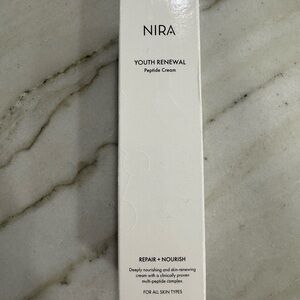 NIRA
YOUTH RENEWAL
Peptide Cream
REPAIR + NOURISH
Deeply nourishing and skin-renewing
cream with a clinically proven
multi-peptide complex
FOR ALL SKIN TYPES